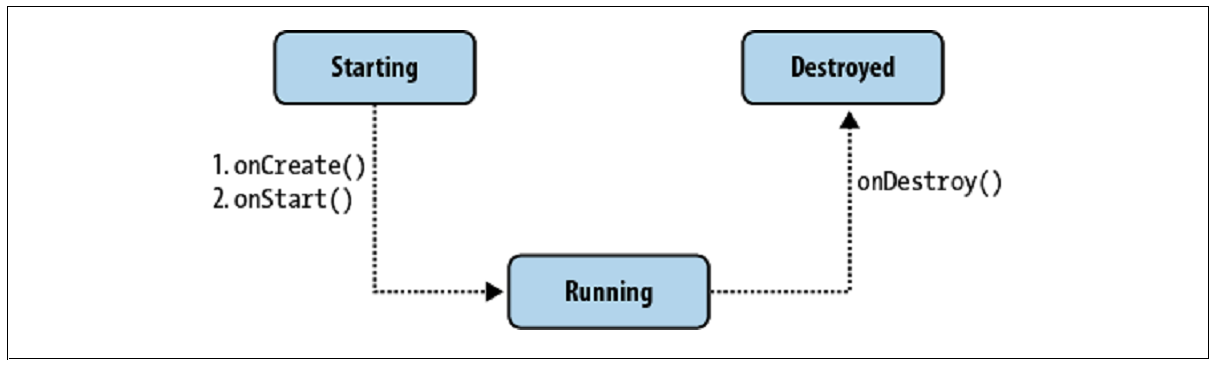 Starting
Destroyed
1. onCreate()
2. onStart()
onDestroy()
Running